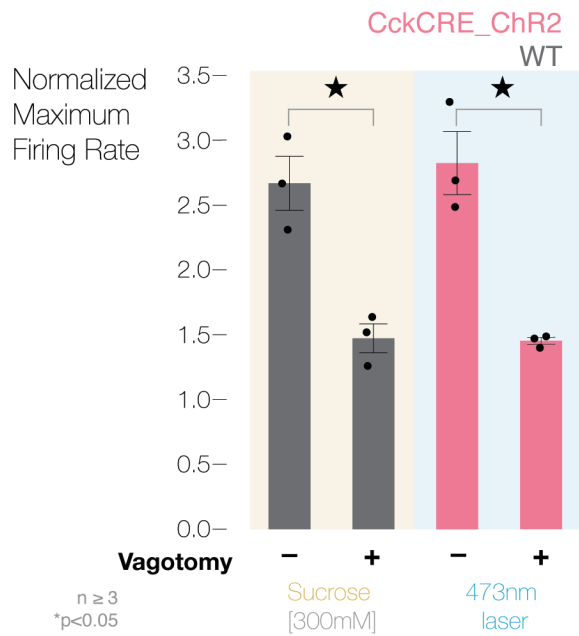 CckCRE_ChR2
WT
Normalized
Maximum
Firing Rate
3.5
3.0
2.5
2.0
1.5
1.0
0.5
0.0
★ ★
Vagotomy − + − +
Sucrose
[300mM]
473nm
laser
n ≥ 3
*p<0.05